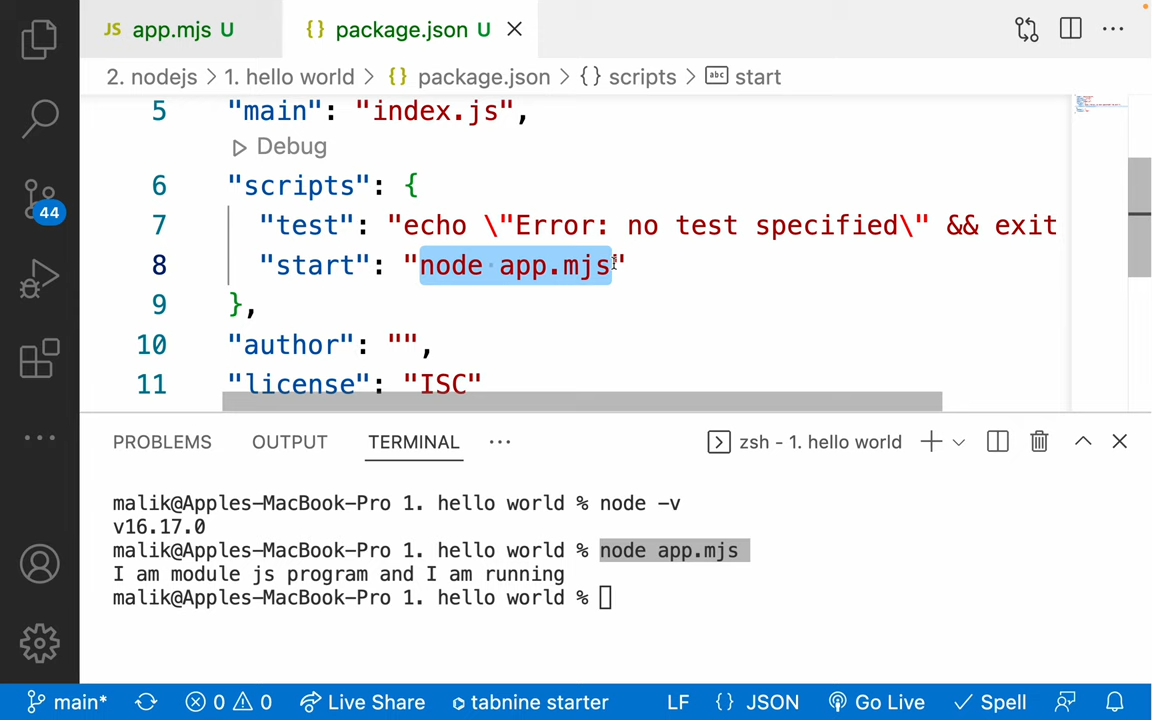 JS app.mjs U {} package.json U
2. nodejs > 1. hello world > {} package.json > {} scripts > abc start
5 "main": "index.js",
Debug
6 "scripts": {
7 "test": "echo \"Error: no test specified\" && exit
8 "start": "node app.mjs"
9 },
10 "author": "",
11 "license": "ISC"
44
PROBLEMS OUTPUT TERMINAL ··· zsh - 1. hello world
malik@Apples-MacBook-Pro 1. hello world % node -v
v16.17.0
malik@Apples-MacBook-Pro 1. hello world % node app.mjs
I am module js program and I am running
malik@Apples-MacBook-Pro 1. hello world %
main* 0 0 Live Share tabnine starter LF {} JSON Go Live Spell